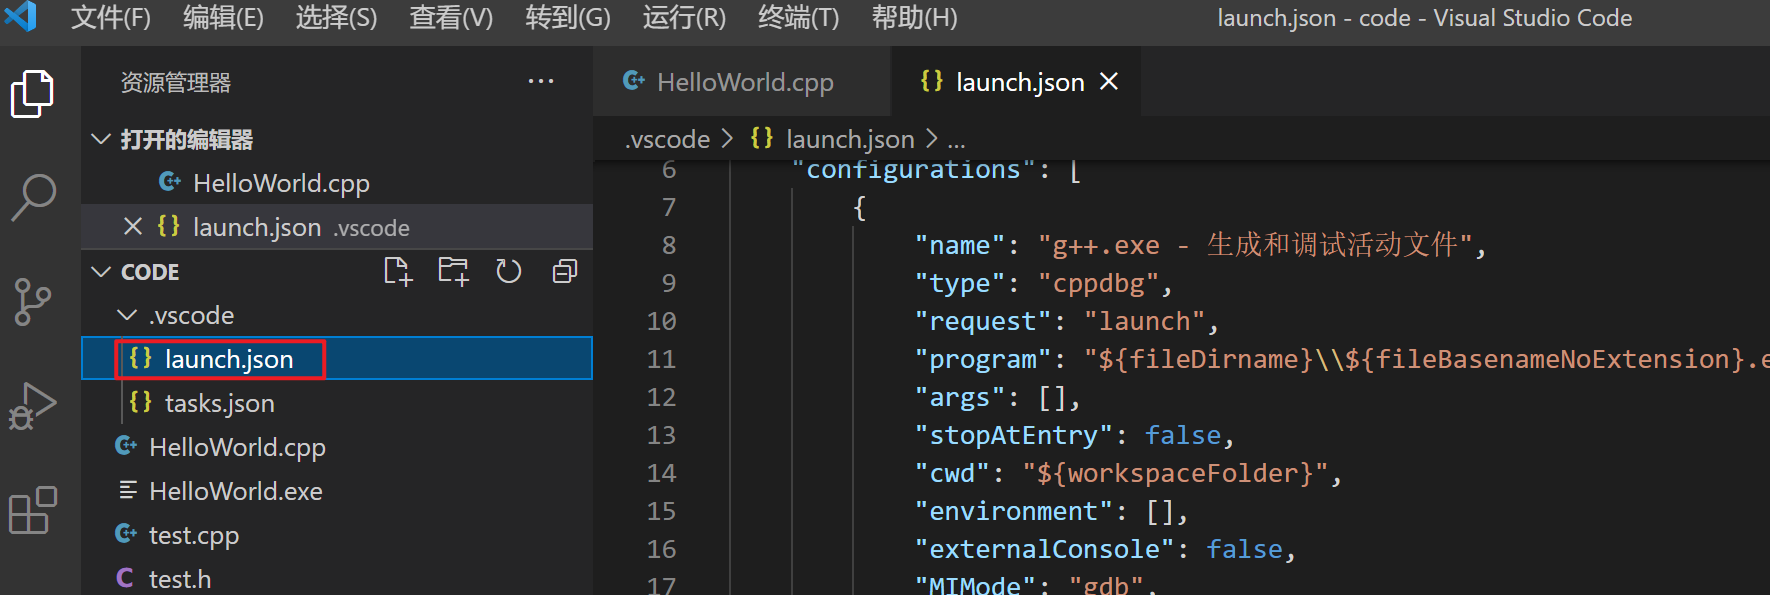 文件(F) 编辑(E) 选择(S) 查看(V) 转到(G) 运行(R) 终端(T) 帮助(H) launch.json - code - Visual Studio Code
资源管理器 ···
打开的编辑器
HelloWorld.cpp
launch.json .vscode
CODE
.vscode
{} launch.json
{} tasks.json
HelloWorld.cpp
HelloWorld.exe
test.cpp
C test.h
HelloWorld.cpp {} launch.json
.vscode > {} launch.json > ...
6 "configurations": [
7 {
8 "name": "g++.exe - 生成和调试活动文件",
9 "type": "cppdbg",
10 "request": "launch",
11 "program": "${fileDirname}\\${fileBasenameNoExtension}.e
12 "args": [],
13 "stopAtEntry": false,
14 "cwd": "${workspaceFolder}",
15 "environment": [],
16 "externalConsole": false,
17 "MIMode": "gdb",